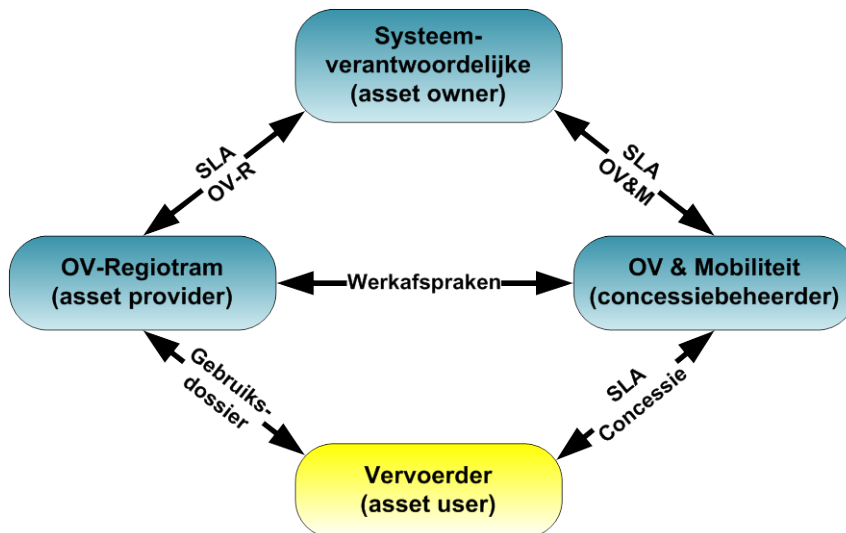 Systeem-
verantwoordelijke
(asset owner)
SLA
OV-R
SLA
OV&M
OV-Regiotram
(asset provider)
Werkafspraken
OV & Mobiliteit
(concessiebeheerder)
Gebruiks-
dossier
SLA
Concessie
Vervoerder
(asset user)